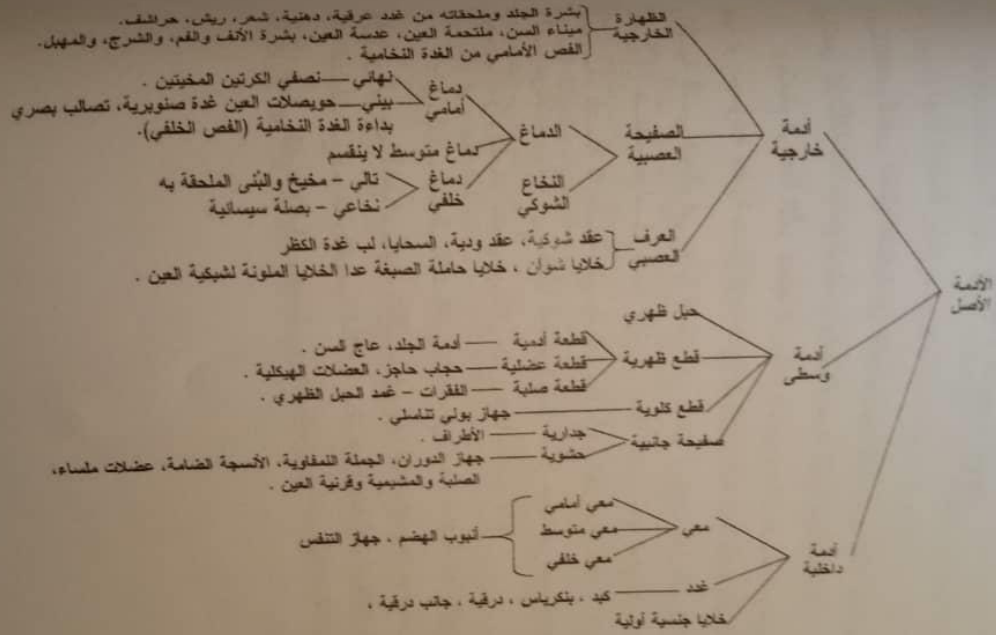 الظهارة الخارجية
بشرة الجلد وملحقاته من غدد عرقية، دهنية، شعر، ريش، حراشف.
ميناء السن، ملتحمة العين، عدسة العين، بشرة الأنف والفم، والشرج، والمهبل.
الفص الأمامي من الغدة النخامية .
أدمة خارجية
الصفيحة العصبية
الدماغ
دماغ أمامي
نهائي — نصفي الكرتين المخيتين .
بيني — حويصلات العين غدة صنوبرية، تصالب بصري
بداءة الغدة النخامية (الفص الخلفي).
دماغ متوسط لا ينقسم
دماغ خلفي
تالي – مخيخ والبُنى الملحقة به
نخاعي – بصلة سيسائية
النخاع الشوكي
العرف العصبي
عقد شوكية، عقد ودية، السحايا، لب غدة الكظر
خلايا شوان ، خلايا حاملة الصبغة عدا الخلايا الملونة لشبكية العين .
الأدمة الأصل
أدمة وسطى
حبل ظهري
قطع ظهرية
قطعة أدمية — أدمة الجلد، عاج السن .
قطعة عضلية — حجاب حاجز، العضلات الهيكلية .
قطعة صلبة — الفقرات – غمد الحبل الظهري .
قطع كلوية — جهاز بولي تناسلي .
صفيحة جانبية
جدارية — الأطراف .
حشوية — جهاز الدوران، الجملة اللمفاوية، الأنسجة الضامة، عضلات ملساء،
الصلبة والمشيمية وقرنية العين .
أدمة داخلية
معي
معي أمامي
معي متوسط
معي خلفي
أنبوب الهضم ، جهاز التنفس
غدد — كبد ، بنكرياس ، درقية ، جانب درقية ،
خلايا جنسية أولية